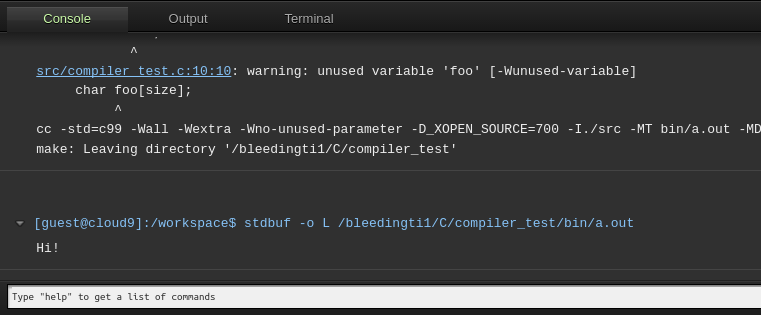 Console Output Terminal
^
src/compiler_test.c:10:10: warning: unused variable 'foo' [-Wunused-variable]
char foo[size];
^
cc -std=c99 -Wall -Wextra -Wno-unused-parameter -D_XOPEN_SOURCE=700 -I./src -MT bin/a.out -MD
make: Leaving directory '/bleedingti1/C/compiler_test'
[guest@cloud9]:/workspace$ stdbuf -o L /bleedingti1/C/compiler_test/bin/a.out
Hi!
Type "help" to get a list of commands